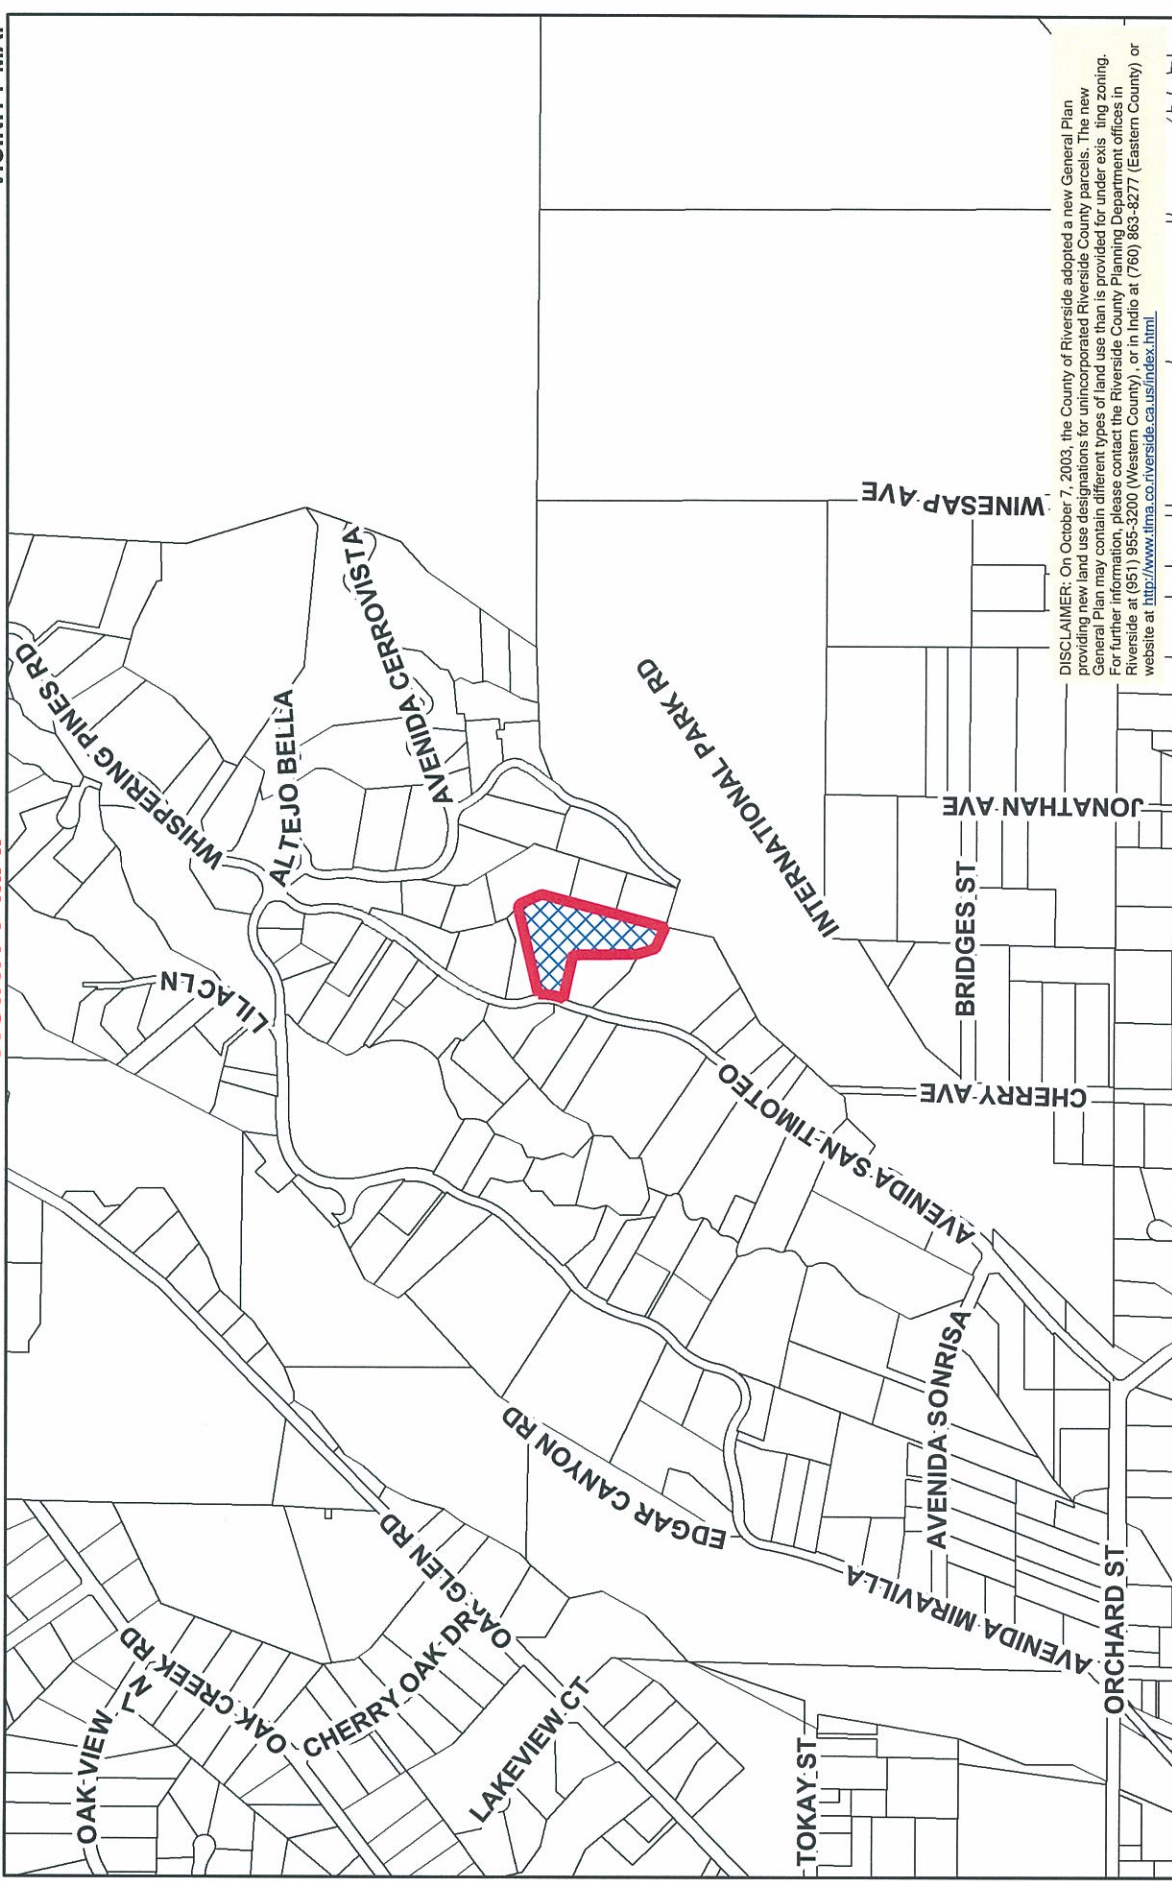 WHISPERING PINES RD
ALTEJO BELLA
AVENIDA CERROVISTA
LILAC LN
INTERNATIONAL PARK RD
WINESAP AVE
JONATHAN AVE
BRIDGES ST
CHERRY AVE
AVENIDA SAN TIMOTEO
AVENIDA SONRISA
EDGAR CANYON RD
AVENIDA MIRAVILLA
ORCHARD ST
OAK GLEN RD
OAK CREEK RD
OAK VIEW LN
CHERRY OAK DR
LAKEVIEW CT
TOKAY ST
DISCLAIMER: On October 7, 2003, the County of Riverside adopted a new General Plan
providing new land use designations for unincorporated Riverside County parcels. The new
General Plan may contain different types of land use than is provided for under exis ting zoning.
For further information, please contact the Riverside County Planning Department offices in
Riverside at (951) 955-3200 (Western County), or in Indio at (760) 863-8277 (Eastern County) or
website at http://www.tlma.co.riverside.ca.us/index.html